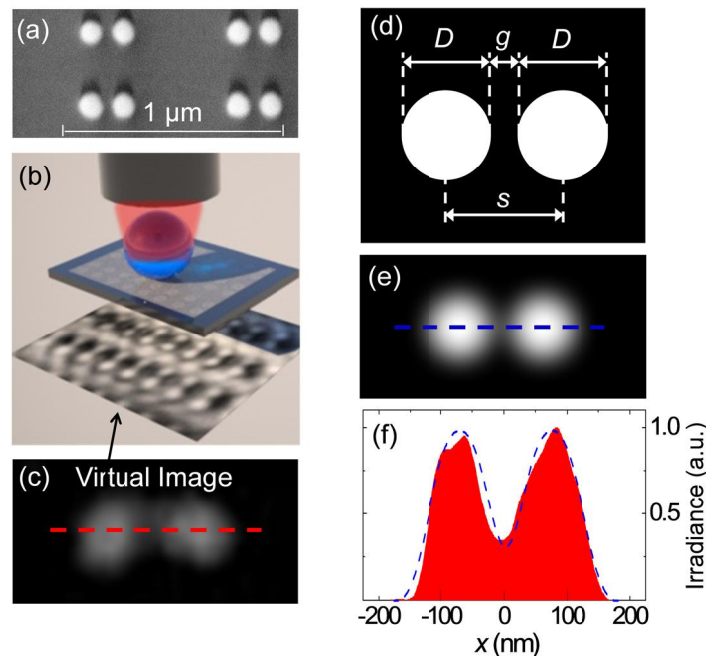 (a)
1 µm
(b)
Virtual Image
(c)
(d)
D g D
s
(e)
(f)
1.0
0.5
Irradiance (a.u.)
-200 -100 0 100 200
x (nm)